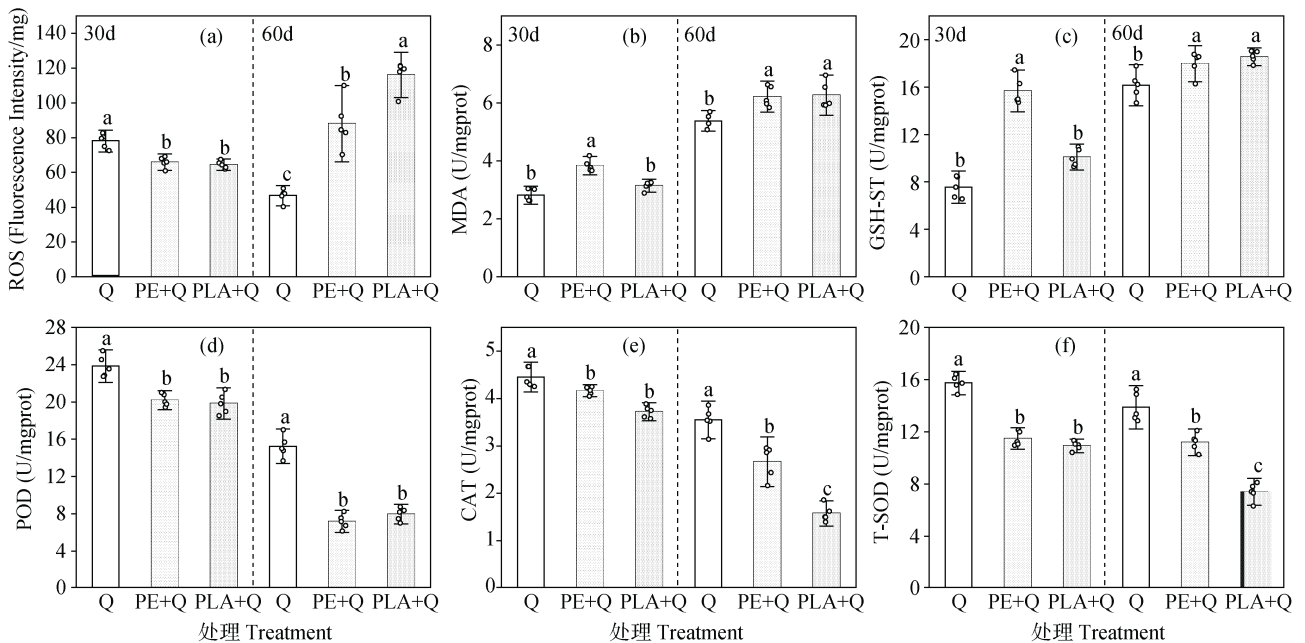 30d
(a)
60d
a
b
b
c
b
a
140
120
100
80
60
40
20
0
ROS (Fluorescence Intensity/mg)
Q
PE+Q
PLA+Q
Q
PE+Q
PLA+Q
30d
(b)
60d
b
a
b
b
a
a
8
6
4
2
0
MDA (U/mgprot)
Q
PE+Q
PLA+Q
Q
PE+Q
PLA+Q
30d
(c)
60d
b
a
b
b
a
a
20
16
12
8
4
0
GSH-ST (U/mgprot)
Q
PE+Q
PLA+Q
Q
PE+Q
PLA+Q
(d)
a
b
b
a
b
b
28
24
20
16
12
8
4
0
POD (U/mgprot)
Q
PE+Q
PLA+Q
Q
PE+Q
PLA+Q
处理 Treatment
(e)
a
b
b
a
b
c
5
4
3
2
1
0
CAT (U/mgprot)
Q
PE+Q
PLA+Q
Q
PE+Q
PLA+Q
处理 Treatment
(f)
a
b
b
a
b
c
20
16
12
8
4
0
T-SOD (U/mgprot)
Q
PE+Q
PLA+Q
Q
PE+Q
PLA+Q
处理 Treatment